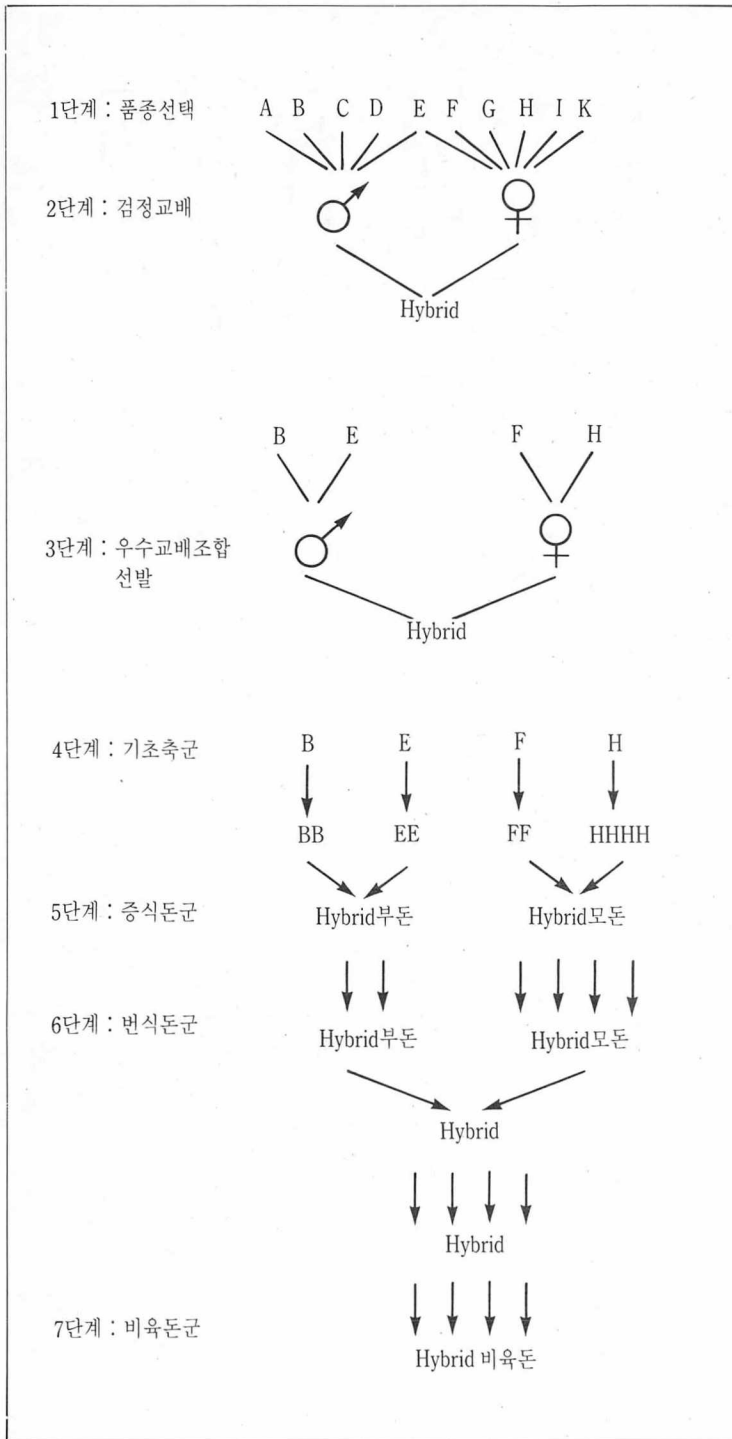 1단계 : 품종선택 A B C D E F G H I K
2단계 : 검정교배 ♂ ♀
Hybrid
B E F H
3단계 : 우수교배조합 ♂ ♀
선발
Hybrid
4단계 : 기초축군 B E F H
BB EE FF HHHH
5단계 : 증식돈군 Hybrid부돈 Hybrid모돈
6단계 : 번식돈군 Hybrid부돈 Hybrid모돈
Hybrid
Hybrid
7단계 : 비육돈군
Hybrid 비육돈